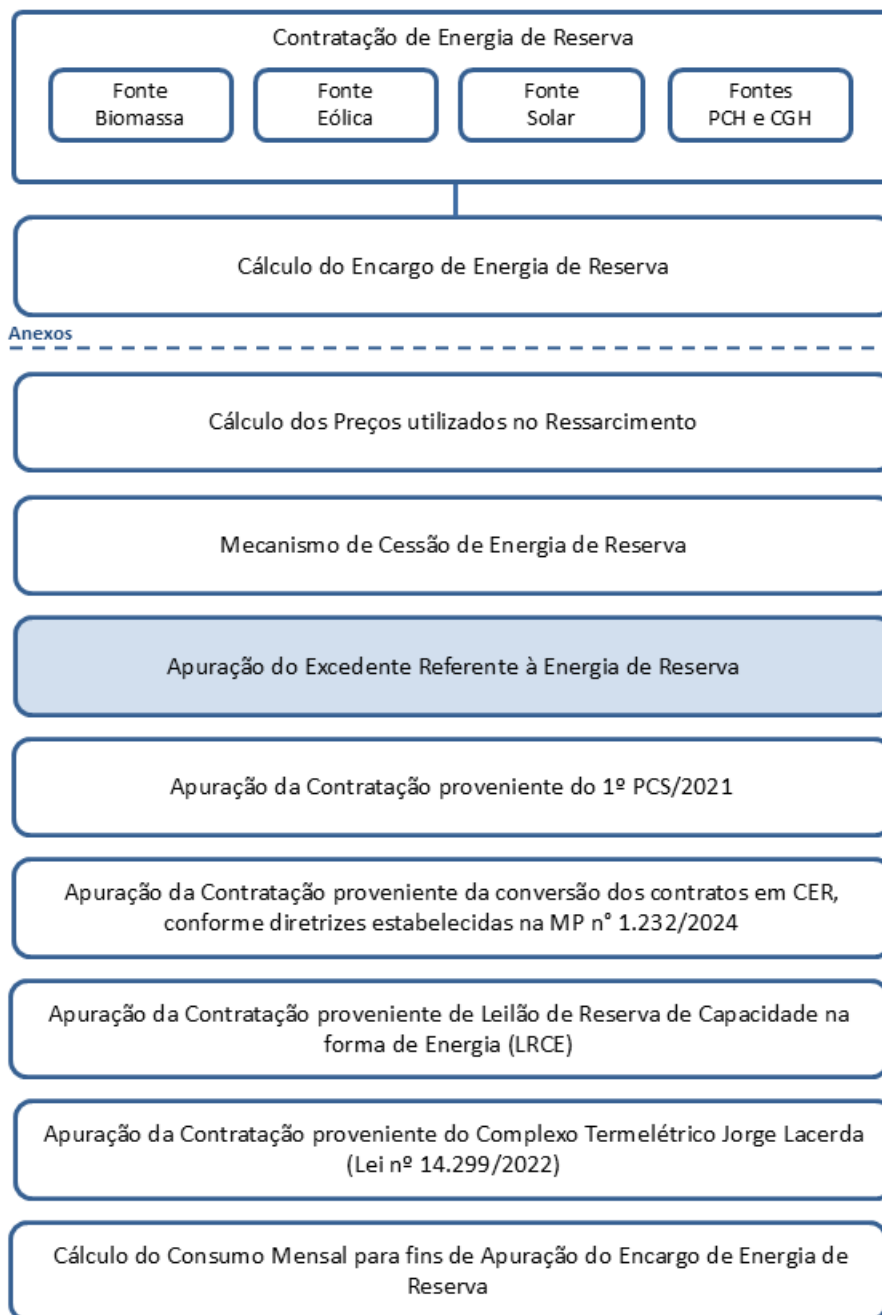 Contratação de Energia de Reserva
Fonte
Biomassa
Fonte
Eólica
Fonte
Solar
Fontes
PCH e CGH
Cálculo do Encargo de Energia de Reserva
Anexos
Cálculo dos Preços utilizados no Ressarcimento
Mecanismo de Cessão de Energia de Reserva
Apuração do Excedente Referente à Energia de Reserva
Apuração da Contratação proveniente do 1º PCS/2021
Apuração da Contratação proveniente da conversão dos contratos em CER,
conforme diretrizes estabelecidas na MP n° 1.232/2024
Apuração da Contratação proveniente de Leilão de Reserva de Capacidade na
forma de Energia (LRCE)
Apuração da Contratação proveniente do Complexo Termelétrico Jorge Lacerda
(Lei nº 14.299/2022)
Cálculo do Consumo Mensal para fins de Apuração do Encargo de Energia de
Reserva